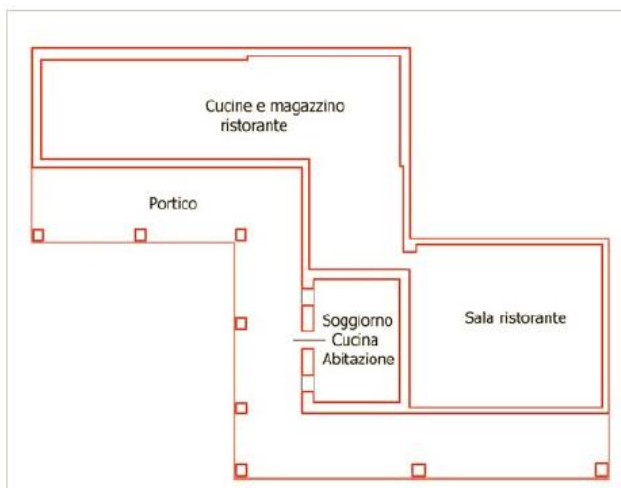 Cucine e magazzino
ristorante
Portico
Soggiorno
Cucina
Abitazione
Sala ristorante